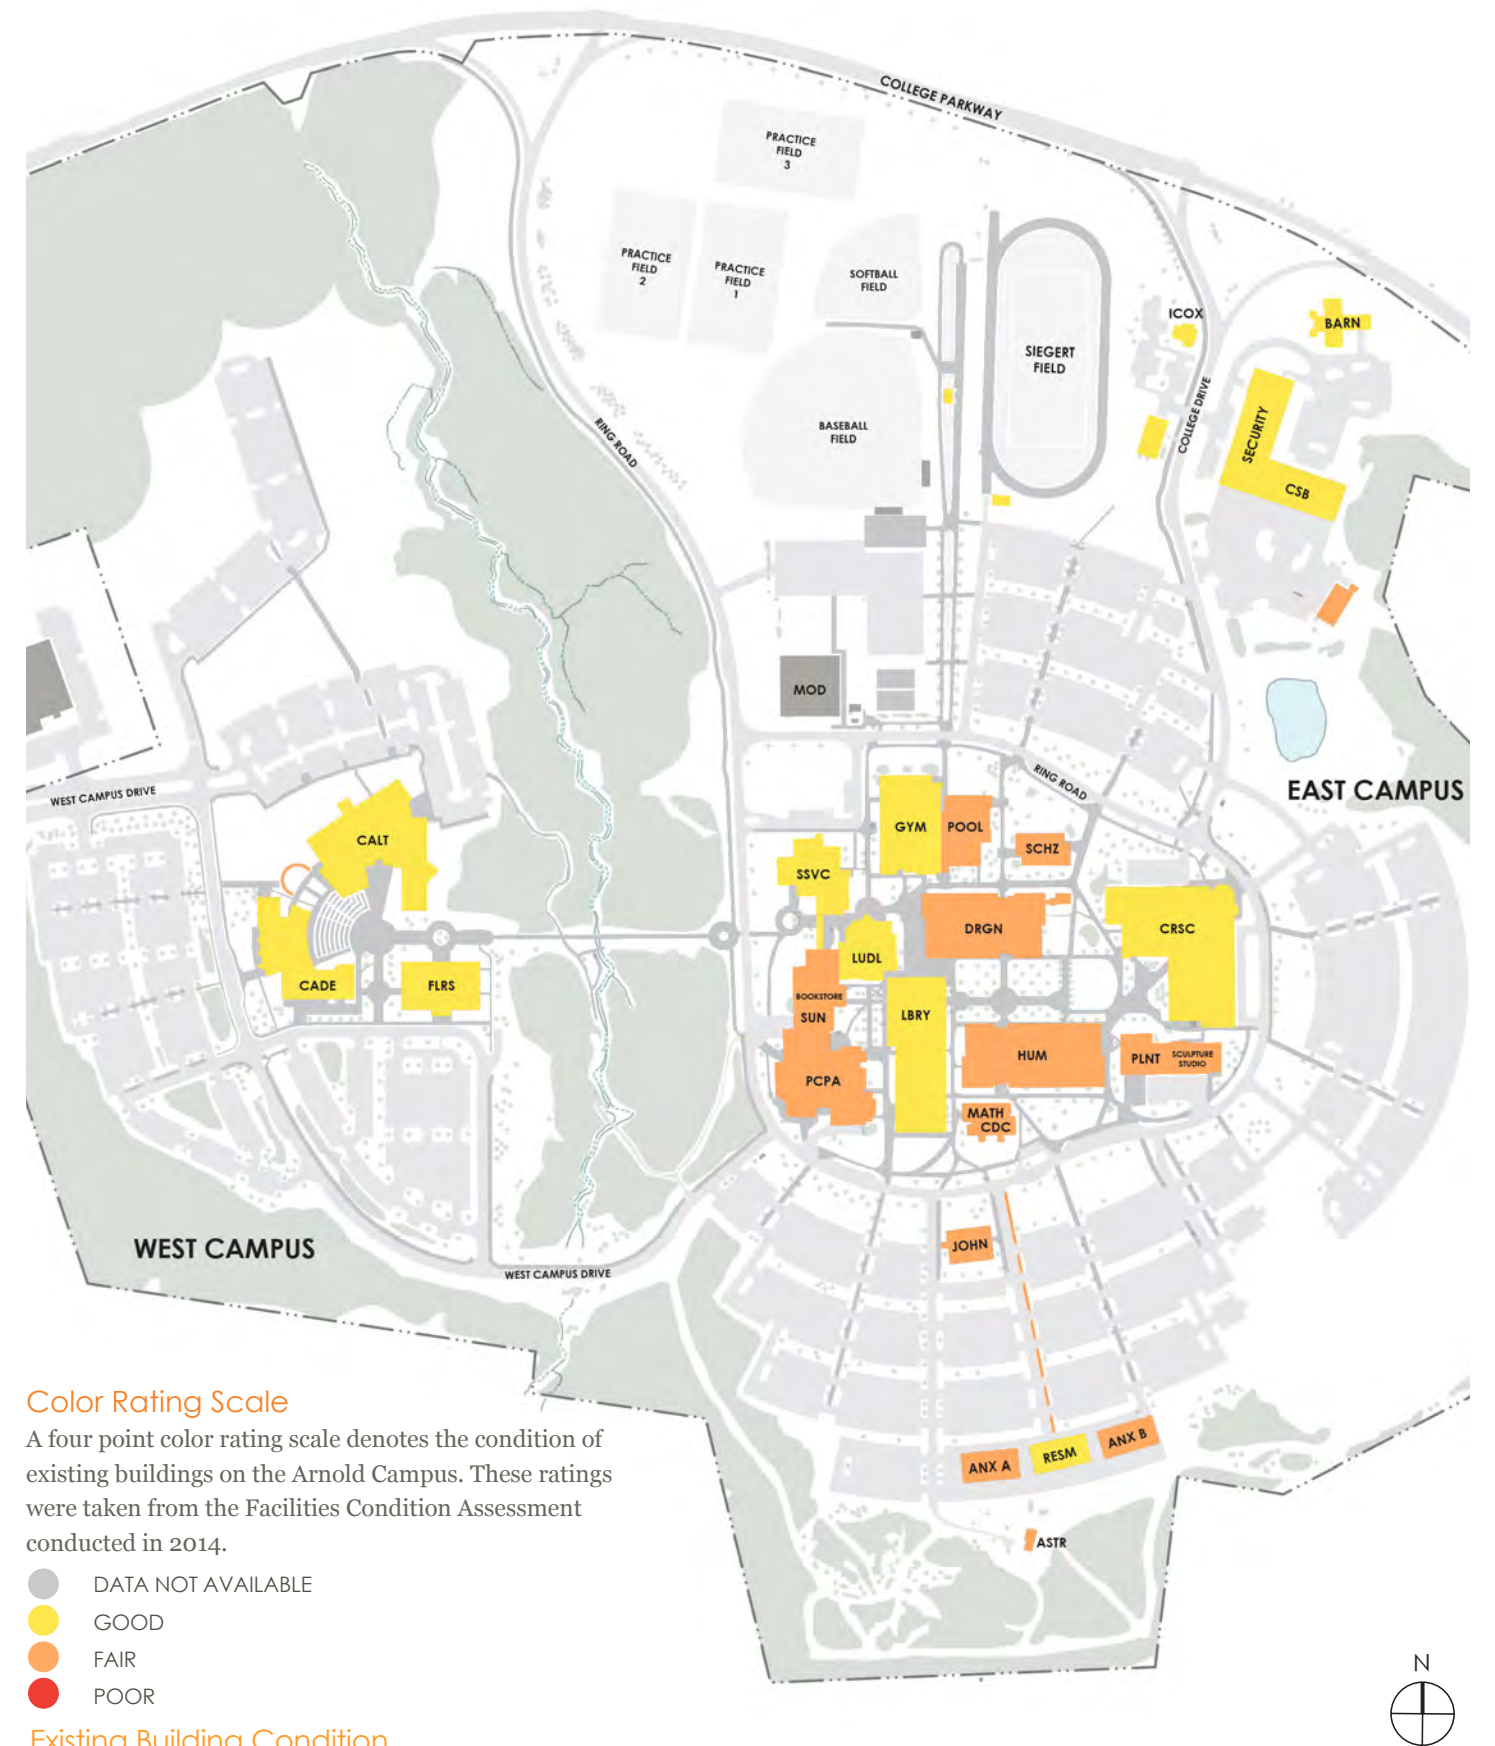 COLLEGE PARKWAY
PRACTICE
FIELD
3
PRACTICE
FIELD
2
PRACTICE
FIELD
1
SOFTBALL
FIELD
SIEGERT
FIELD
ICOX
BARN
COLLEGE DRIVE
BASEBALL
FIELD
RING ROAD
SECURITY
CSB
MOD
EAST CAMPUS
RING ROAD
WEST CAMPUS DRIVE
CALT
GYM
POOL
SCHZ
SSVC
DRGN
CRSC
LUDL
CADE
FLRS
BOOKSTORE
SUN
LBRY
HUM
PLNT
SCULPTURE
STUDIO
PCPA
MATH
CDC
WEST CAMPUS
JOHN
WEST CAMPUS DRIVE
ANX A
RESM
ANX B
ASTR
Color Rating Scale
A four point color rating scale denotes the condition of
existing buildings on the Arnold Campus. These ratings
were taken from the Facilities Condition Assessment
conducted in 2014.
DATA NOT AVAILABLE
GOOD
FAIR
POOR
N
Existing Building Condition